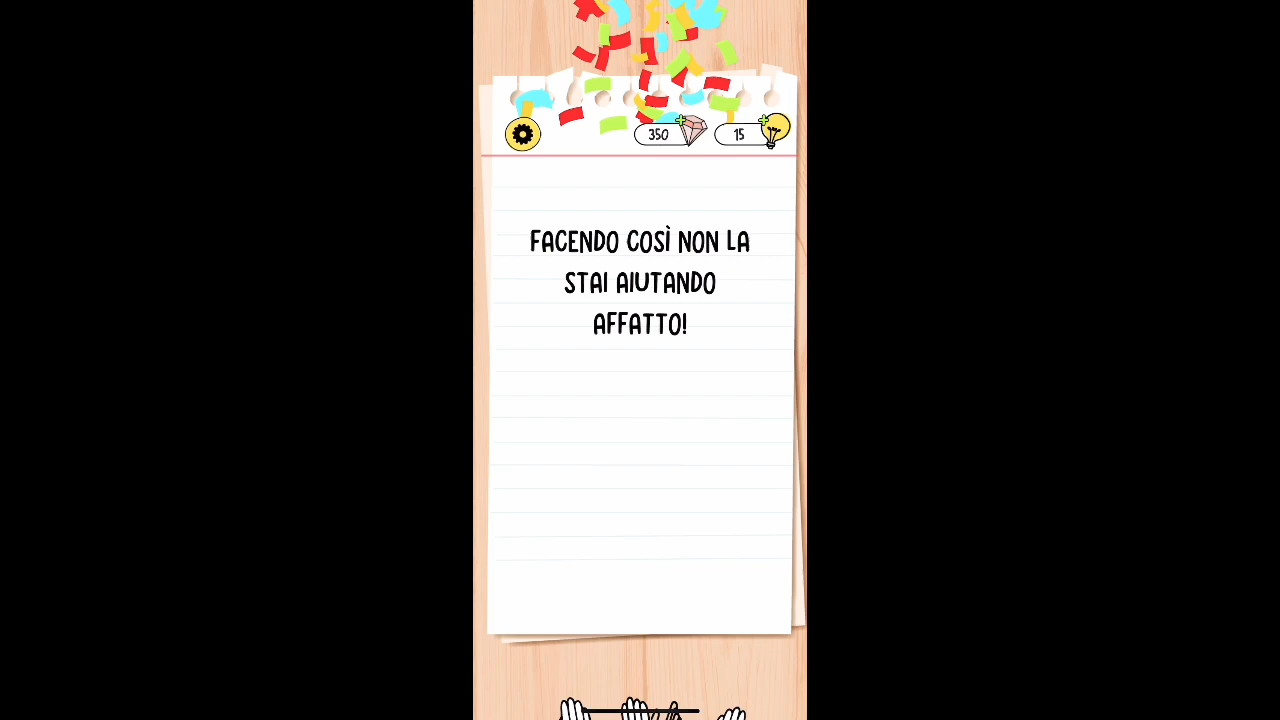 350 15
FACENDO COSÌ NON LA
STAI AIUTANDO
AFFATTO!